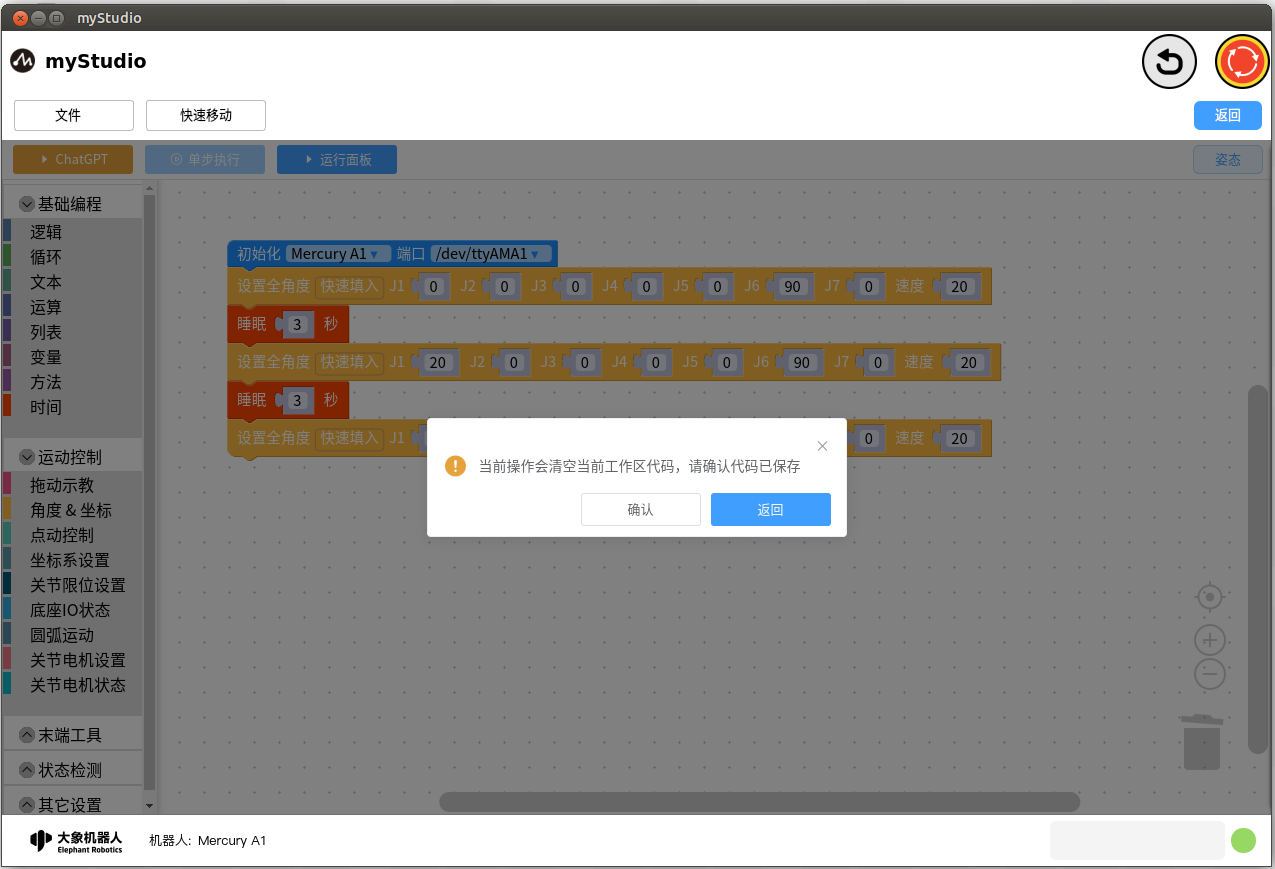 myStudio
myStudio
文件 快速移动 返回
ChatGPT 单步执行 运行面板 姿态
基础编程
逻辑
循环
文本
运算
列表
变量
方法
时间
运动控制
拖动示教
角度 & 坐标
点动控制
坐标系设置
关节限位设置
底座IO状态
圆弧运动
关节电机设置
关节电机状态
末端工具
状态检测
其它设置
初始化 Mercury A1 端口 /dev/ttyAMA1
设置全角度 快速填入 J1 0 J2 0 J3 0 J4 0 J5 0 J6 90 J7 0 速度 20
睡眠 3 秒
设置全角度 快速填入 J1 20 J2 0 J3 0 J4 0 J5 0 J6 90 J7 0 速度 20
睡眠 3 秒
设置全角度 快速填入 J1 0 速度 20
当前操作会清空当前工作区代码，请确认代码已保存
确认 返回
大象机器人
Elephant Robotics
机器人: Mercury A1